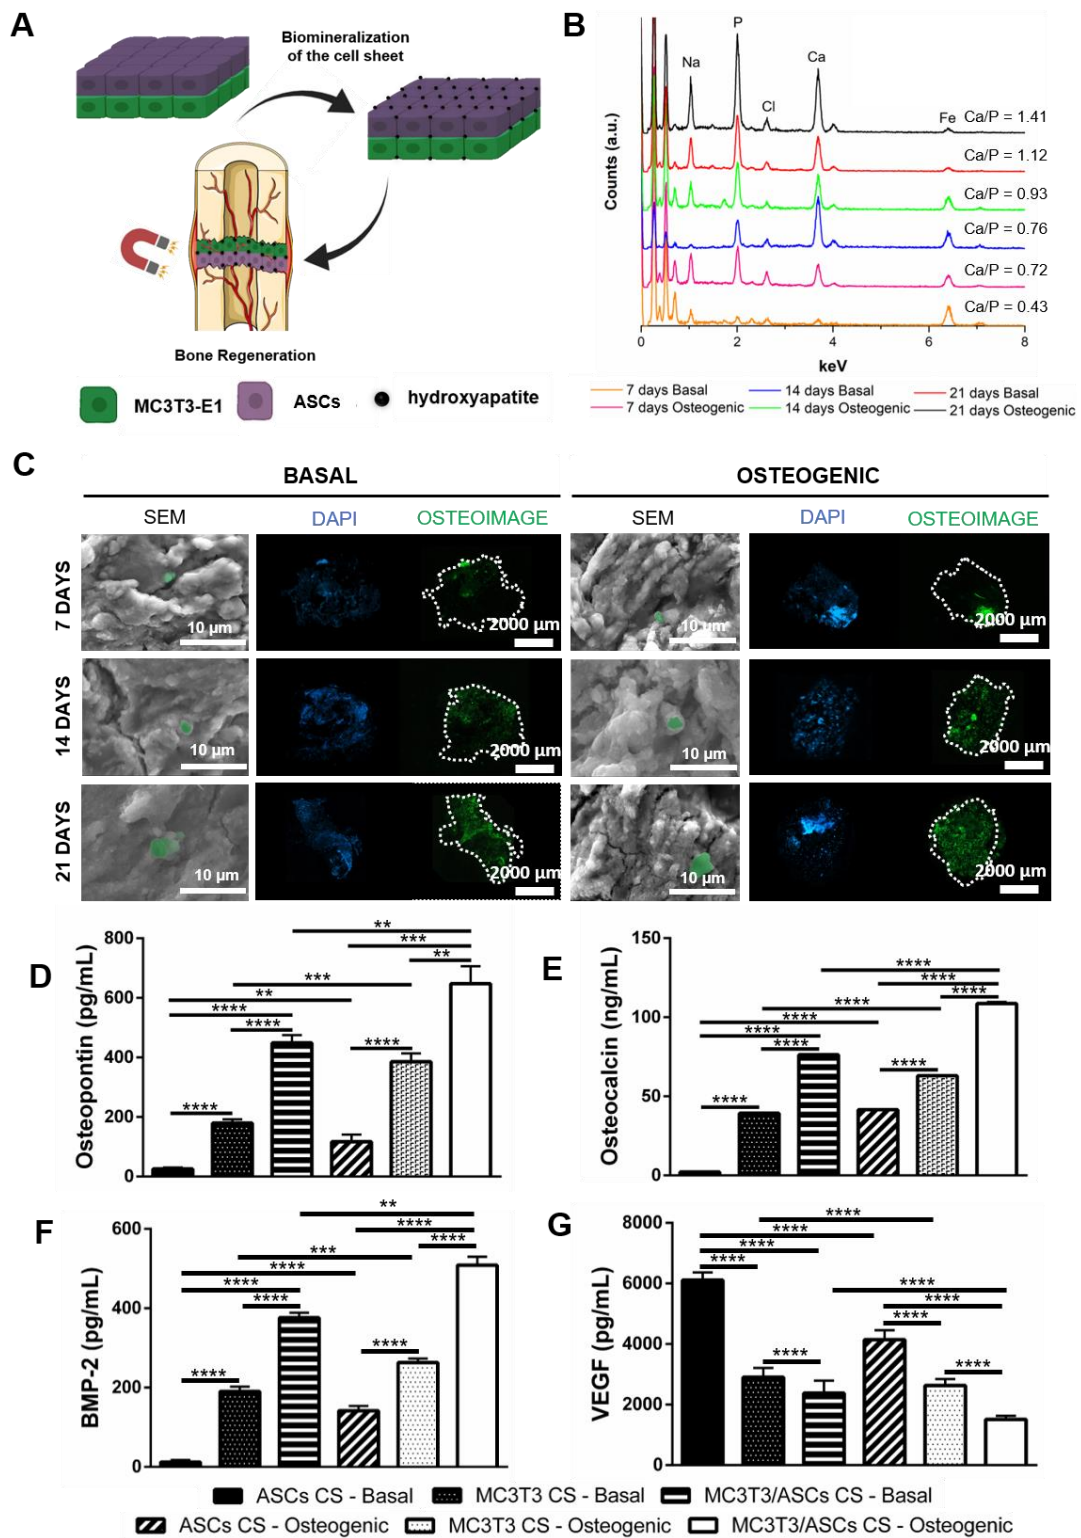 A
Biomineralization
of the cell sheet
Bone Regeneration
MC3T3-E1
ASCs
hydroxyapatite
B
Counts (a.u.)
Na
P
Cl
Ca
Fe
Ca/P = 1.41
Ca/P = 1.12
Ca/P = 0.93
Ca/P = 0.76
Ca/P = 0.72
Ca/P = 0.43
0 2 4 6 8
keV
7 days Basal 14 days Basal 21 days Basal
7 days Osteogenic 14 days Osteogenic 21 days Osteogenic
C
BASAL OSTEOGENIC
SEM DAPI OSTEOIMAGE SEM DAPI OSTEOIMAGE
7 DAYS
10 µm 2000 µm 10 µm 2000 µm
14 DAYS
10 µm 2000 µm 10 µm 2000 µm
21 DAYS
10 µm 2000 µm 10 µm 2000 µm
D
Osteopontin (pg/mL)
800
600
400
200
0
**
***
**
***
**
****
****
****
****
E
Osteocalcin (ng/mL)
150
100
50
0
****
****
****
****
****
****
****
****
****
F
BMP-2 (pg/mL)
600
400
200
0
**
****
****
***
****
****
****
****
****
G
VEGF (pg/mL)
8000
6000
4000
2000
0
****
****
****
****
****
****
****
****
****
ASCs CS - Basal MC3T3 CS - Basal MC3T3/ASCs CS - Basal
ASCs CS - Osteogenic MC3T3 CS - Osteogenic MC3T3/ASCs CS - Osteogenic